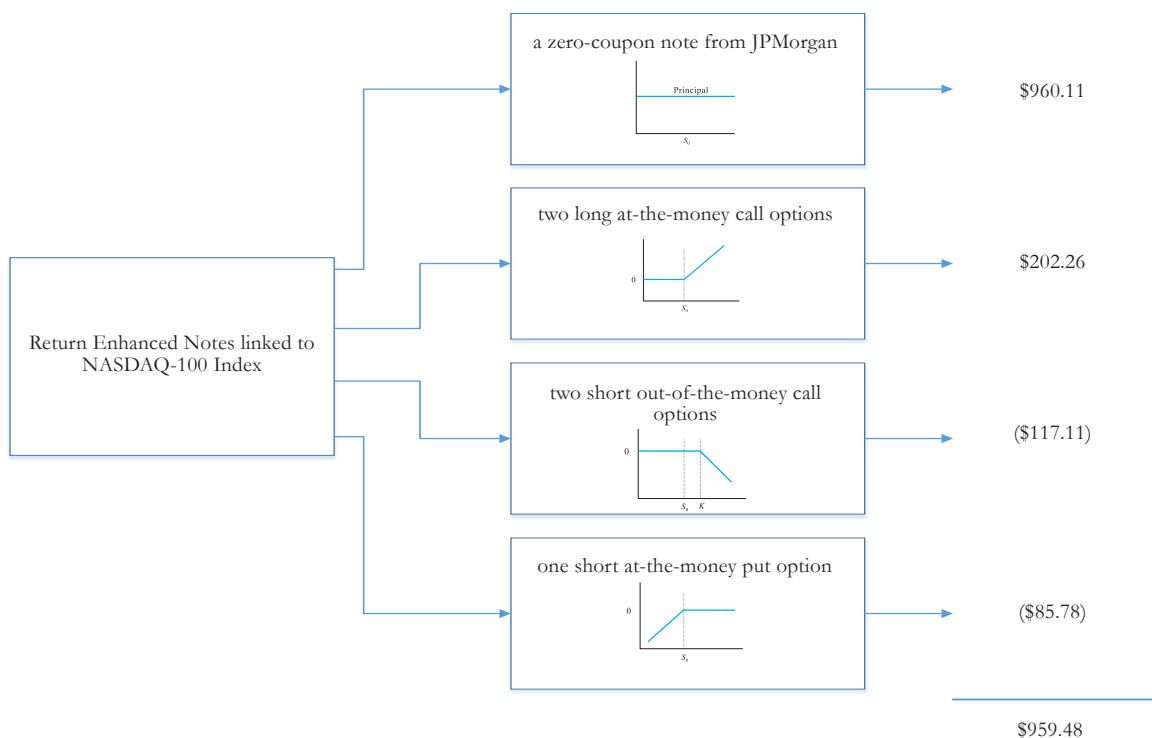 a zero-coupon note from JPMorgan
Principal
S₀
$960.11
two long at-the-money call options
0
S₀
$202.26
Return Enhanced Notes linked to
NASDAQ-100 Index
two short out-of-the-money call
options
0
S₀ K
($117.11)
one short at-the-money put option
0
S₀
($85.78)
$959.48